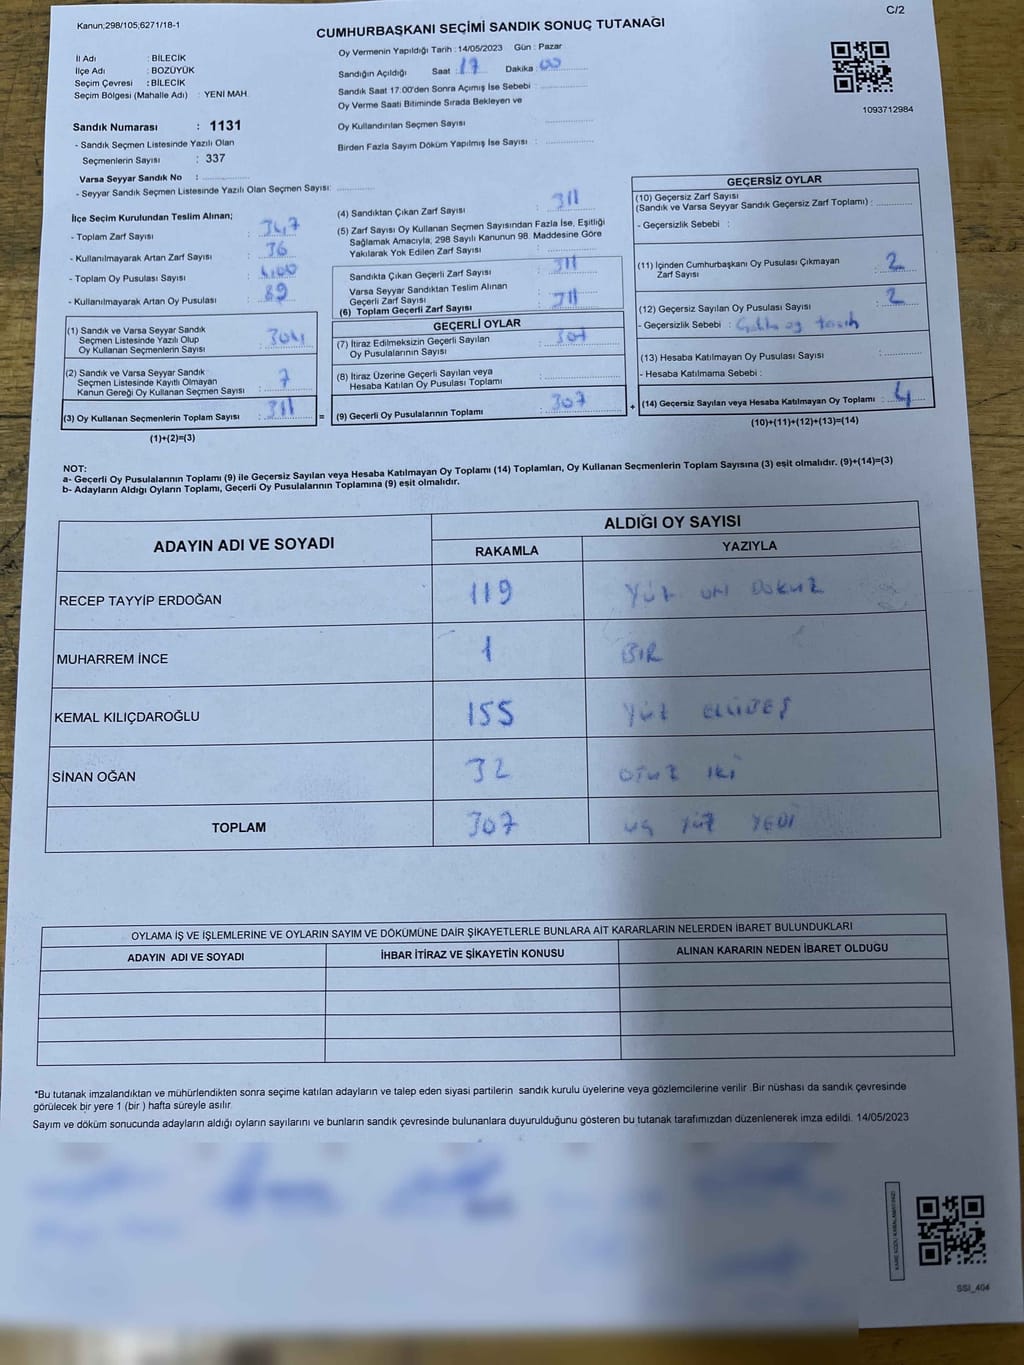 Kanun;298/105;6271/18-1
C/2
CUMHURBAŞKANI SEÇİMİ SANDIK SONUÇ TUTANAĞI
İl Adı : BİLECİK
İlçe Adı : BOZÜYÜK
Seçim Çevresi : BİLECİK
Seçim Bölgesi (Mahalle Adı) : YENİ MAH.
Sandık Numarası : 1131
- Sandık Seçmen Listesinde Yazılı Olan
Seçmenlerin Sayısı : 337
Varsa Seyyar Sandık No :
- Seyyar Sandık Seçmen Listesinde Yazılı Olan Seçmen Sayısı:
Oy Vermenin Yapıldığı Tarih : 14/05/2023 Gün : Pazar
Sandığın Açıldığı Saat : 17 Dakika : 00
Sandık Saat 17:00'den Sonra Açımış İse Sebebi :
Oy Verme Saati Bitiminde Sırada Bekleyen ve
Oy Kullandırılan Seçmen Sayısı
Birden Fazla Sayım Döküm Yapılmış İse Sayısı :
1093712984
İlçe Seçim Kurulundan Teslim Alınan;
- Toplam Zarf Sayısı : 347
- Kullanılmayarak Artan Zarf Sayısı : 36
- Toplam Oy Pusulası Sayısı : 400
- Kullanılmayarak Artan Oy Pusulası : 89
(1) Sandık ve Varsa Seyyar Sandık
Seçmen Listesinde Yazılı Olup
Oy Kullanan Seçmenlerin Sayısı : 304
(2) Sandık ve Varsa Seyyar Sandık
Seçmen Listesinde Kayıtlı Olmayan
Kanun Gereği Oy Kullanan Seçmen Sayısı : 7
(3) Oy Kullanan Seçmenlerin Toplam Sayısı : 311
(1)+(2)=(3)
(4) Sandıktan Çıkan Zarf Sayısı : 311
(5) Zarf Sayısı Oy Kullanan Seçmen Sayısından Fazla İse, Eşitliği
Sağlamak Amacıyla, 298 Sayılı Kanunun 98. Maddesine Göre
Yakılarak Yok Edilen Zarf Sayısı :
Sandıkta Çıkan Geçerli Zarf Sayısı : 311
Varsa Seyyar Sandıktan Teslim Alınan
Geçerli Zarf Sayısı :
(6) Toplam Geçerli Zarf Sayısı : 311
GEÇERLİ OYLAR
(7) İtiraz Edilmeksizin Geçerli Sayılan
Oy Pusulalarının Sayısı : 307
(8) İtiraz Üzerine Geçerli Sayılan veya
Hesaba Katılan Oy Pusulası Toplamı :
= (9) Geçerli Oy Pusulalarının Toplamı : 307
GEÇERSİZ OYLAR
(10) Geçersiz Zarf Sayısı
(Sandık ve Varsa Seyyar Sandık Geçersiz Zarf Toplamı) :
- Geçersizlik Sebebi :
(11) İçinden Cumhurbaşkanı Oy Pusulası Çıkmayan
Zarf Sayısı : 2
(12) Geçersiz Sayılan Oy Pusulası Sayısı : 2
- Geçersizlik Sebebi :
(13) Hesaba Katılmayan Oy Pusulası Sayısı :
- Hesaba Katılmama Sebebi :
+ (14) Geçersiz Sayılan veya Hesaba Katılmayan Oy Toplamı : 4
(10)+(11)+(12)+(13)=(14)
NOT:
a- Geçerli Oy Pusulalarının Toplamı (9) ile Geçersiz Sayılan veya Hesaba Katılmayan Oy Toplamı (14) Toplamları, Oy Kullanan Seçmenlerin Toplam Sayısına (3) eşit olmalıdır. (9)+(14)=(3)
b- Adayların Aldığı Oyların Toplamı, Geçerli Oy Pusulalarının Toplamına (9) eşit olmalıdır.
ADAYIN ADI VE SOYADI
ALDIĞI OY SAYISI
RAKAMLA YAZIYLA
RECEP TAYYİP ERDOĞAN 119 YÜZ ON DOKUZ
MUHARREM İNCE 1 BİR
KEMAL KILIÇDAROĞLU 155 YÜZ ELLİBEŞ
SİNAN OĞAN 32 OTUZ İKİ
TOPLAM 307 ÜÇ YÜZ YEDİ
OYLAMA İŞ VE İŞLEMLERİNE VE OYLARIN SAYIM VE DÖKÜMÜNE DAİR ŞİKAYETLERLE BUNLARA AİT KARARLARIN NELERDEN İBARET BULUNDUKLARI
ADAYIN ADI VE SOYADI İHBAR İTİRAZ VE ŞİKAYETİN KONUSU ALINAN KARARIN NEDEN İBARET OLDUĞU
*Bu tutanak imzalandıktan ve mühürlendikten sonra seçime katılan adayların ve talep eden siyasi partilerin sandık kurulu üyelerine veya gözlemcilerine verilir .Bir nüshası da sandık çevresinde
görülecek bir yere 1 (bir ) hafta süreyle asılır.
Sayım ve döküm sonucunda adayların aldığı oyların sayılarını ve bunların sandık çevresinde bulunanlara duyurulduğunu gösteren bu tutanak tarafımızdan düzenlenerek imza edildi. 14/05/2023
SSI_404